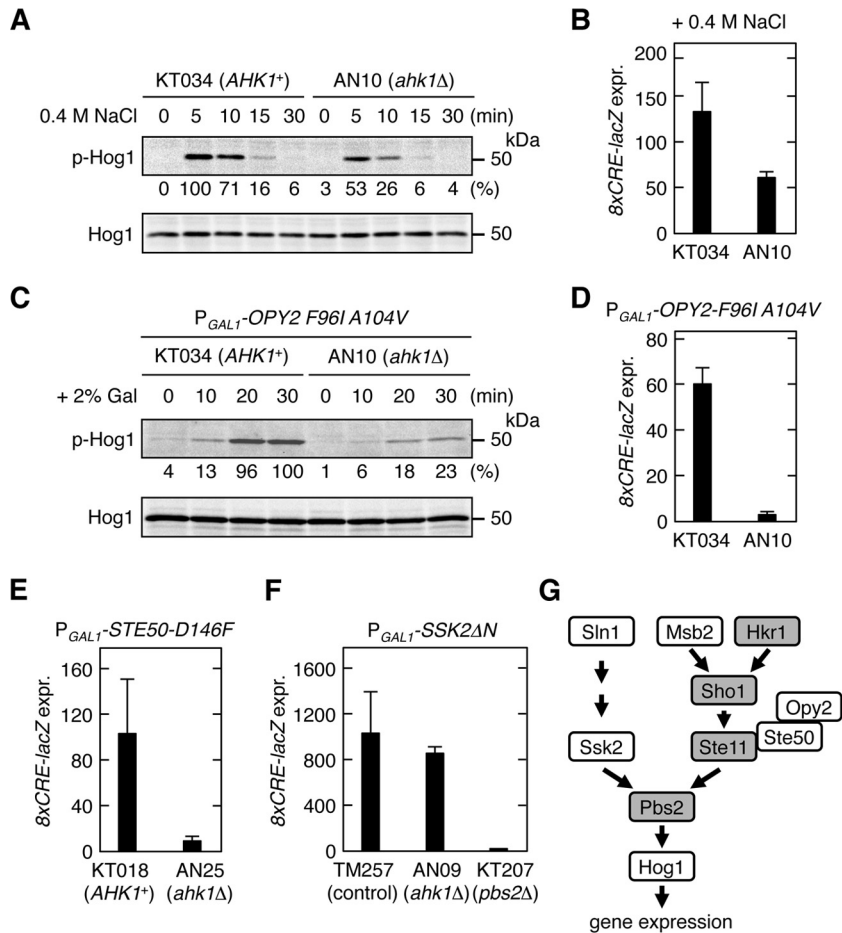 A
KT034 (AHK1+) AN10 (ahk1Δ)
0.4 M NaCl 0 5 10 15 30 0 5 10 15 30 (min)
kDa
p-Hog1 50
0 100 71 16 6 3 53 26 6 4 (%)
Hog1 50
B
+ 0.4 M NaCl
8xCRE-lacZ expr.
200
150
100
50
0
KT034 AN10
C
PGAL1-OPY2 F96I A104V
KT034 (AHK1+) AN10 (ahk1Δ)
+ 2% Gal 0 10 20 30 0 10 20 30 (min)
kDa
p-Hog1 50
4 13 96 100 1 6 18 23 (%)
Hog1 50
D
PGAL1-OPY2-F96I A104V
8xCRE-lacZ expr.
80
60
40
20
0
KT034 AN10
E
PGAL1-STE50-D146F
8xCRE-lacZ expr.
160
120
80
40
0
KT018 AN25
(AHK1+) (ahk1Δ)
F
PGAL1-SSK2ΔN
8xCRE-lacZ expr.
1600
1200
800
400
0
TM257 AN09 KT207
(control) (ahk1Δ) (pbs2Δ)
G
Sln1 Msb2 Hkr1
Sho1
Opy2
Ssk2 Ste11 Ste50
Pbs2
Hog1
gene expression